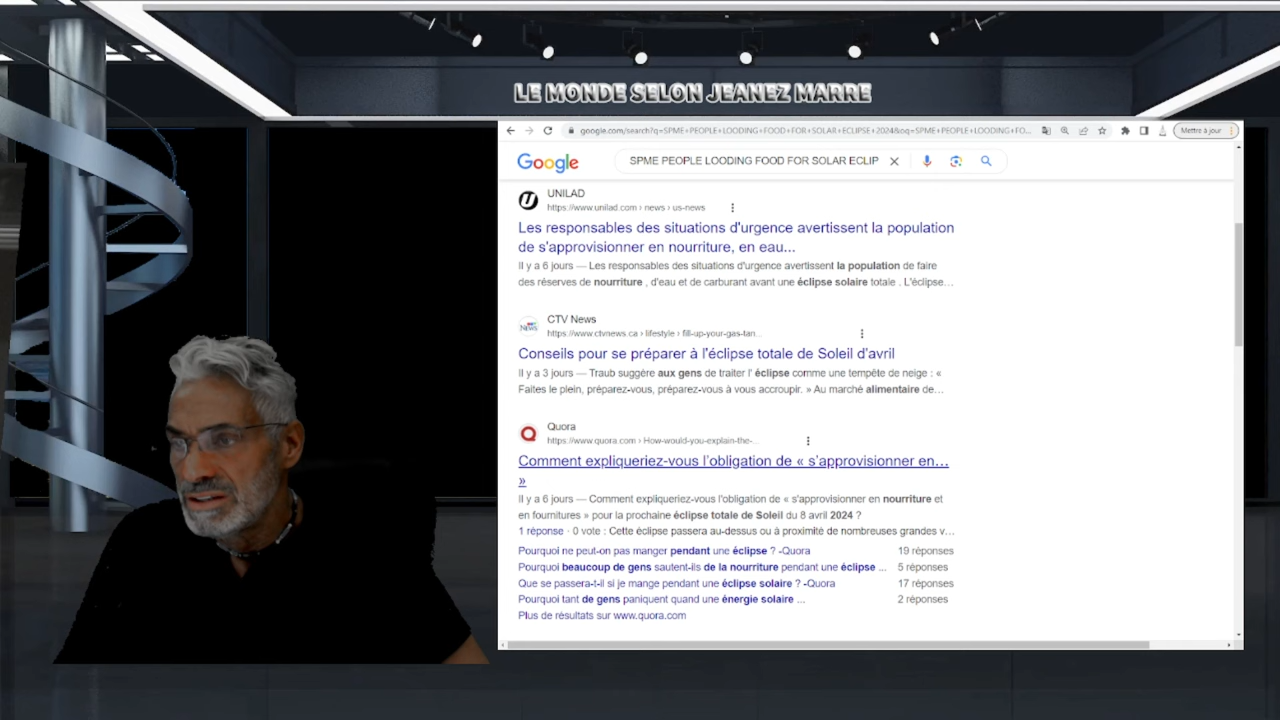 LE MONDE SELON JEANEZ MARRE
google.com/search?q=SPME+PEOPLE+LOODING+FOOD+FOR+SOLAR+ECLIPSE+2024&oq=SPME+PEOPLE+LOODING+FO...
Mettre à jour
Google
SPME PEOPLE LOODING FOOD FOR SOLAR ECLIP
UNILAD
https://www.unilad.com › news › us-news
Les responsables des situations d'urgence avertissent la population
de s'approvisionner en nourriture, en eau...
Il y a 6 jours — Les responsables des situations d'urgence avertissent la population de faire
des réserves de nourriture , d'eau et de carburant avant une éclipse solaire totale . L'éclipse...
NEWS
CTV News
https://www.ctvnews.ca › lifestyle › fill-up-your-gas-tan...
Conseils pour se préparer à l'éclipse totale de Soleil d'avril
Il y a 3 jours — Traub suggère aux gens de traiter l' éclipse comme une tempête de neige : «
Faites le plein, préparez-vous, préparez-vous à vous accroupir. » Au marché alimentaire de...
Quora
https://www.quora.com › How-would-you-explain-the-...
Comment expliqueriez-vous l'obligation de « s'approvisionner en...
»
Il y a 6 jours — Comment expliqueriez-vous l'obligation de « s'approvisionner en nourriture et
en fournitures » pour la prochaine éclipse totale de Soleil du 8 avril 2024 ?
1 réponse · 0 vote : Cette éclipse passera au-dessus ou à proximité de nombreuses grandes v...
Pourquoi ne peut-on pas manger pendant une éclipse ? -Quora 19 réponses
Pourquoi beaucoup de gens sautent-ils de la nourriture pendant une éclipse ... 5 réponses
Que se passera-t-il si je mange pendant une éclipse solaire ? -Quora 17 réponses
Pourquoi tant de gens paniquent quand une énergie solaire ... 2 réponses
Plus de résultats sur www.quora.com